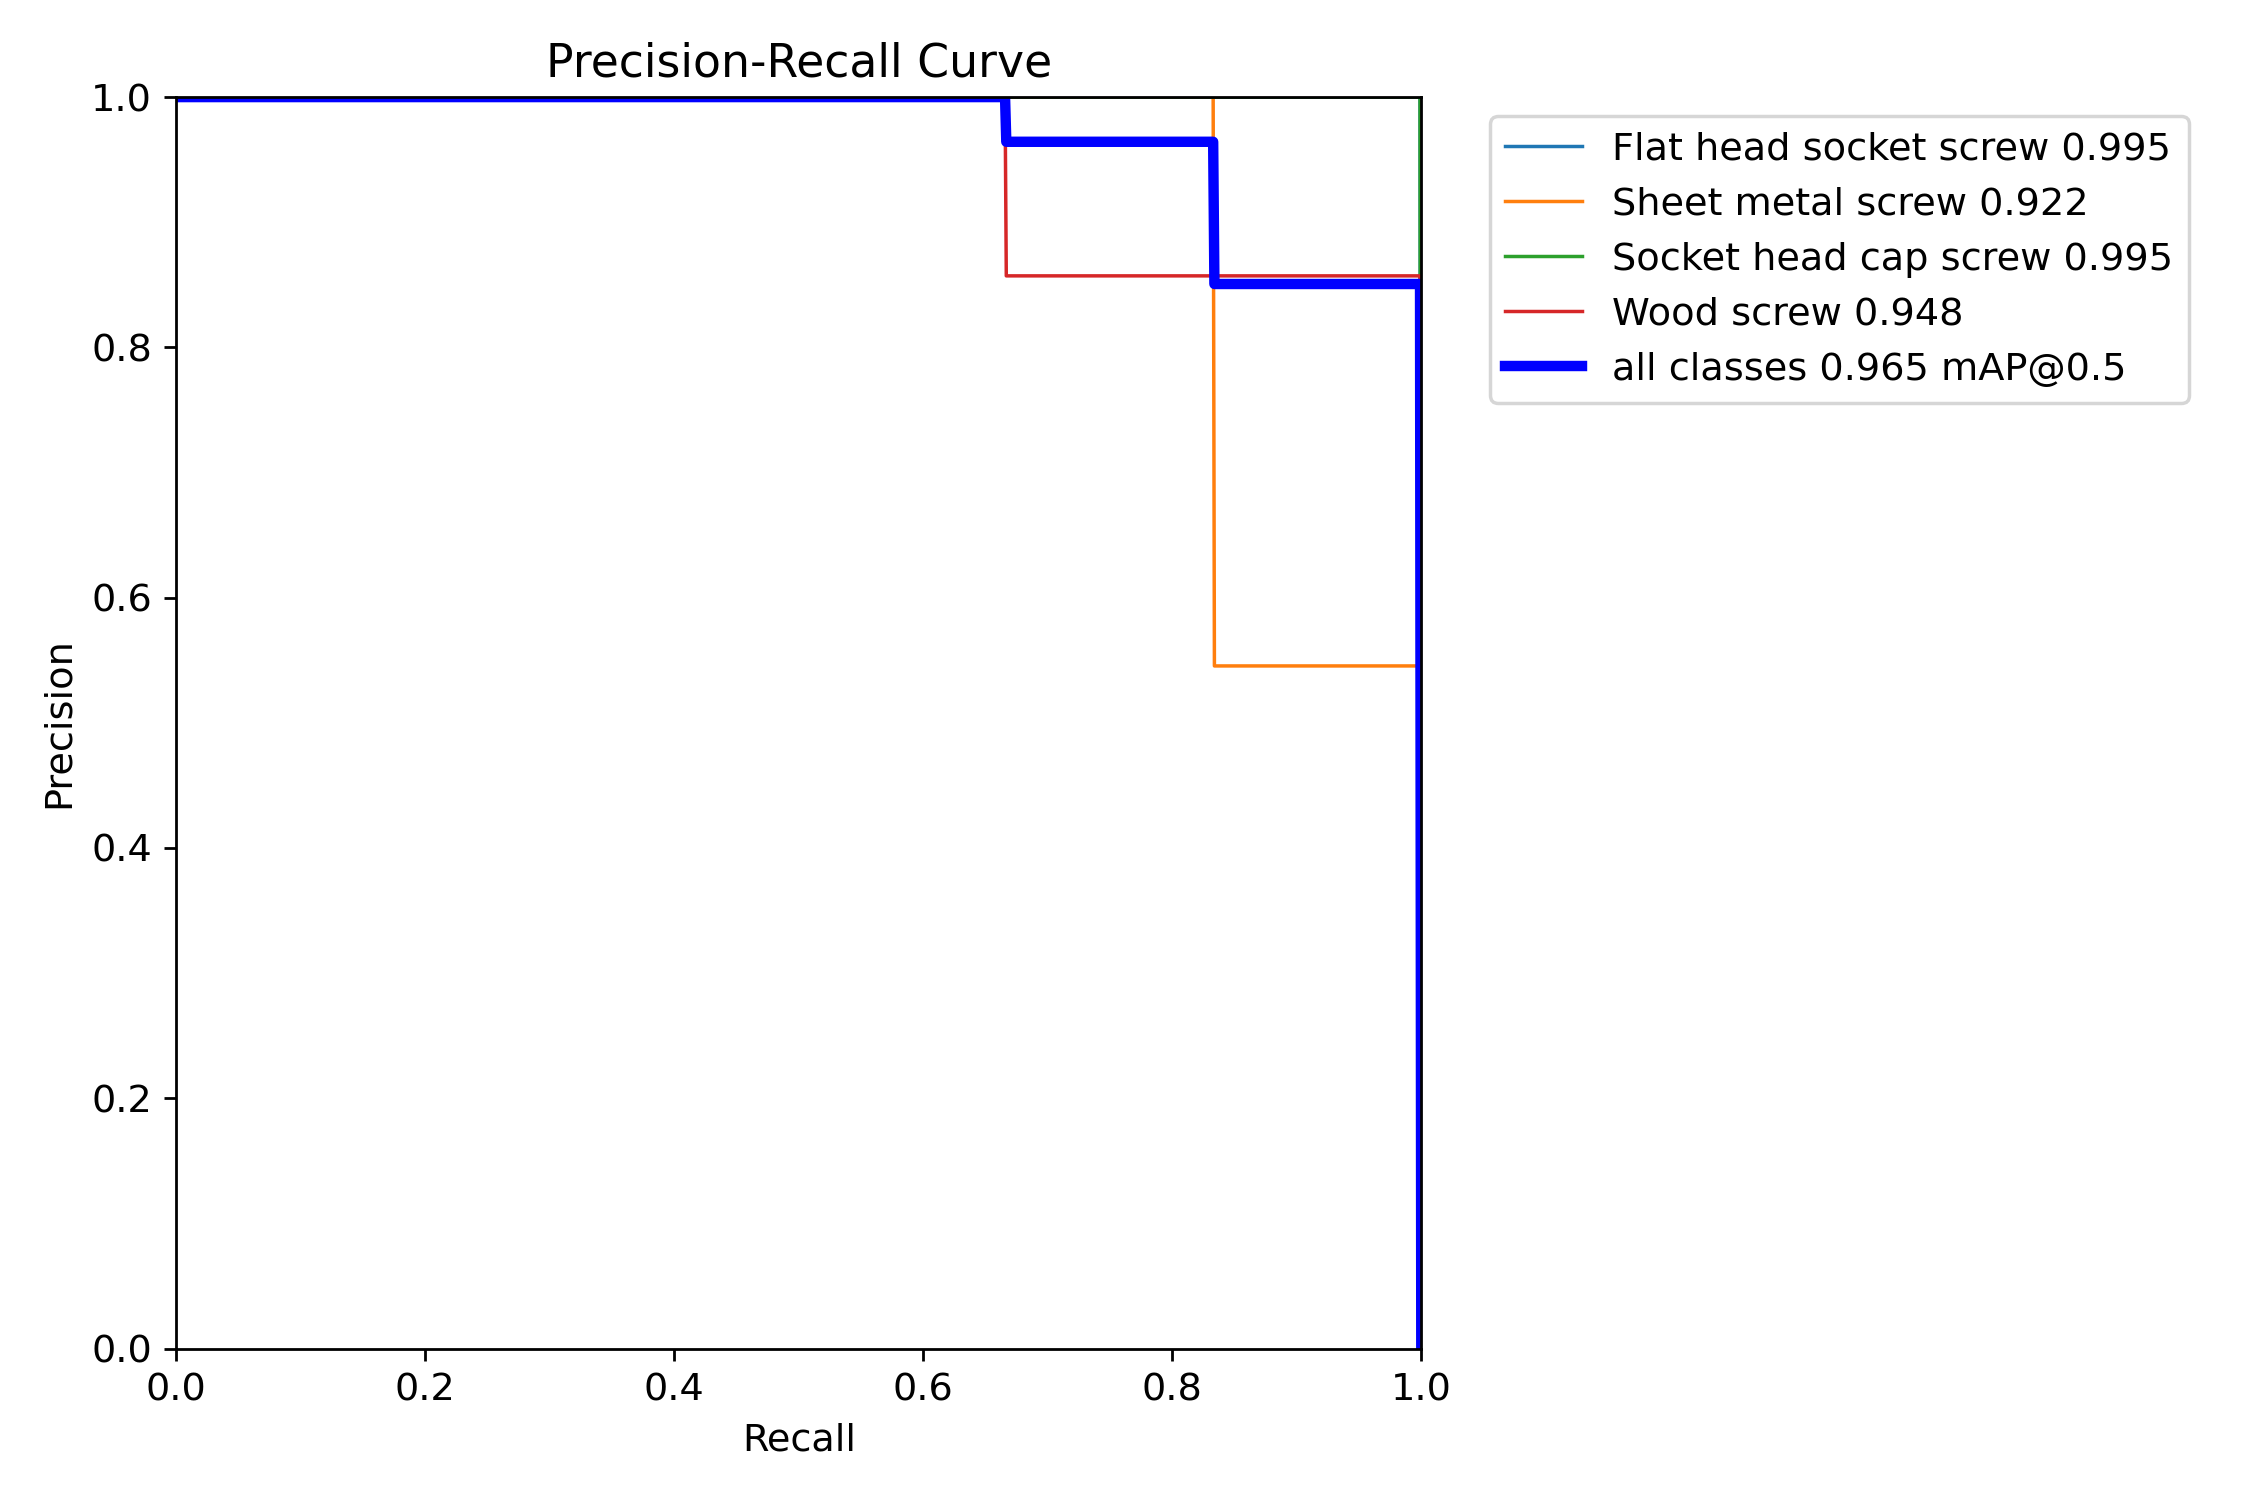 Precision-Recall Curve
1.0
0.8
0.6
0.4
0.2
0.0
Precision
0.0 0.2 0.4 0.6 0.8 1.0
Recall
Flat head socket screw 0.995
Sheet metal screw 0.922
Socket head cap screw 0.995
Wood screw 0.948
all classes 0.965 mAP@0.5